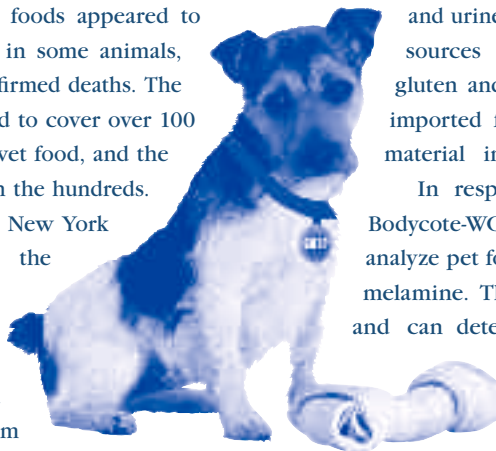 foods appeared to
in some animals,
firmed deaths. The
d to cover over 100
vet food, and the
n the hundreds.
New York
the
m
and urine
sources
gluten and
imported f
material in
In resp
Bodycote-WC
analyze pet fo
melamine. Th
and can dete